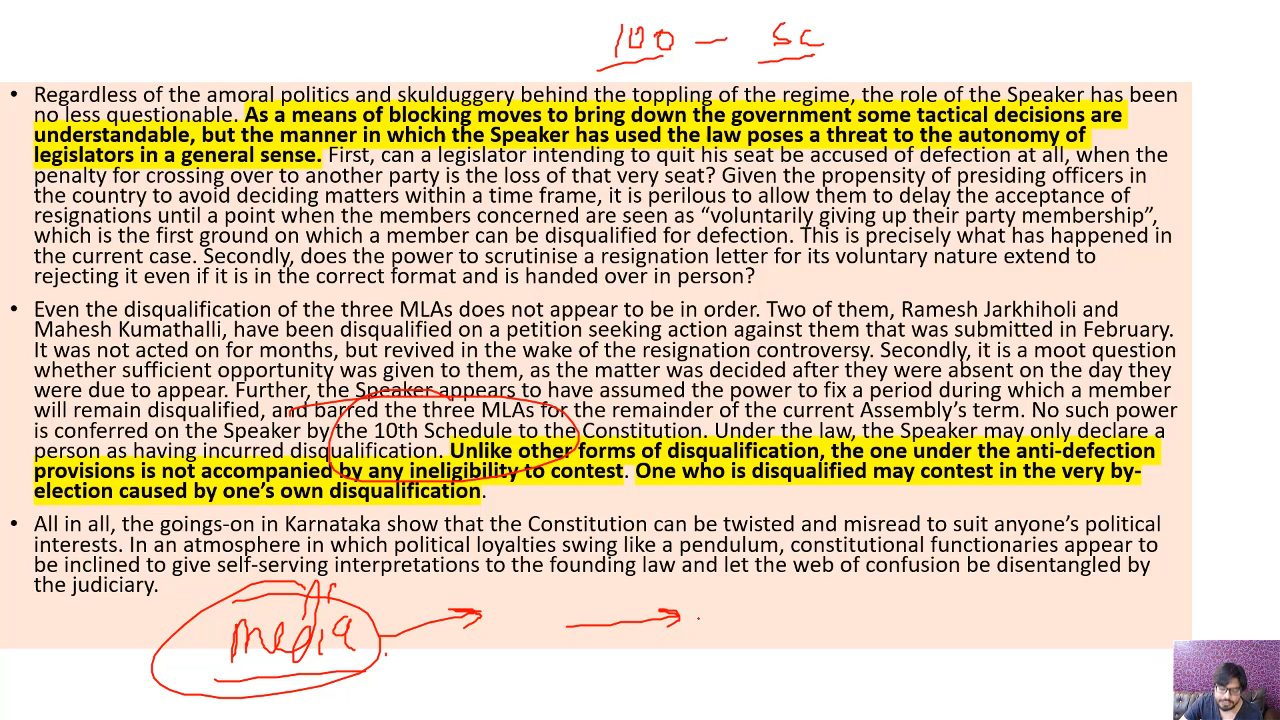 100 - SC
• Regardless of the amoral politics and skulduggery behind the toppling of the regime, the role of the Speaker has been
no less questionable. As a means of blocking moves to bring down the government some tactical decisions are
understandable, but the manner in which the Speaker has used the law poses a threat to the autonomy of
legislators in a general sense. First, can a legislator intending to quit his seat be accused of defection at all, when the
penalty for crossing over to another party is the loss of that very seat? Given the propensity of presiding officers in
the country to avoid deciding matters within a time frame, it is perilous to allow them to delay the acceptance of
resignations until a point when the members concerned are seen as “voluntarily giving up their party membership”,
which is the first ground on which a member can be disqualified for defection. This is precisely what has happened in
the current case. Secondly, does the power to scrutinise a resignation letter for its voluntary nature extend to
rejecting it even if it is in the correct format and is handed over in person?
• Even the disqualification of the three MLAs does not appear to be in order. Two of them, Ramesh Jarkhiholi and
Mahesh Kumathalli, have been disqualified on a petition seeking action against them that was submitted in February.
It was not acted on for months, but revived in the wake of the resignation controversy. Secondly, it is a moot question
whether sufficient opportunity was given to them, as the matter was decided after they were absent on the day they
were due to appear. Further, the Speaker appears to have assumed the power to fix a period during which a member
will remain disqualified, and barred the three MLAs for the remainder of the current Assembly’s term. No such power
is conferred on the Speaker by the 10th Schedule to the Constitution. Under the law, the Speaker may only declare a
person as having incurred disqualification. Unlike other forms of disqualification, the one under the anti-defection
provisions is not accompanied by any ineligibility to contest. One who is disqualified may contest in the very by-
election caused by one’s own disqualification.
• All in all, the goings-on in Karnataka show that the Constitution can be twisted and misread to suit anyone’s political
interests. In an atmosphere in which political loyalties swing like a pendulum, constitutional functionaries appear to
be inclined to give self-serving interpretations to the founding law and let the web of confusion be disentangled by
the judiciary.
media